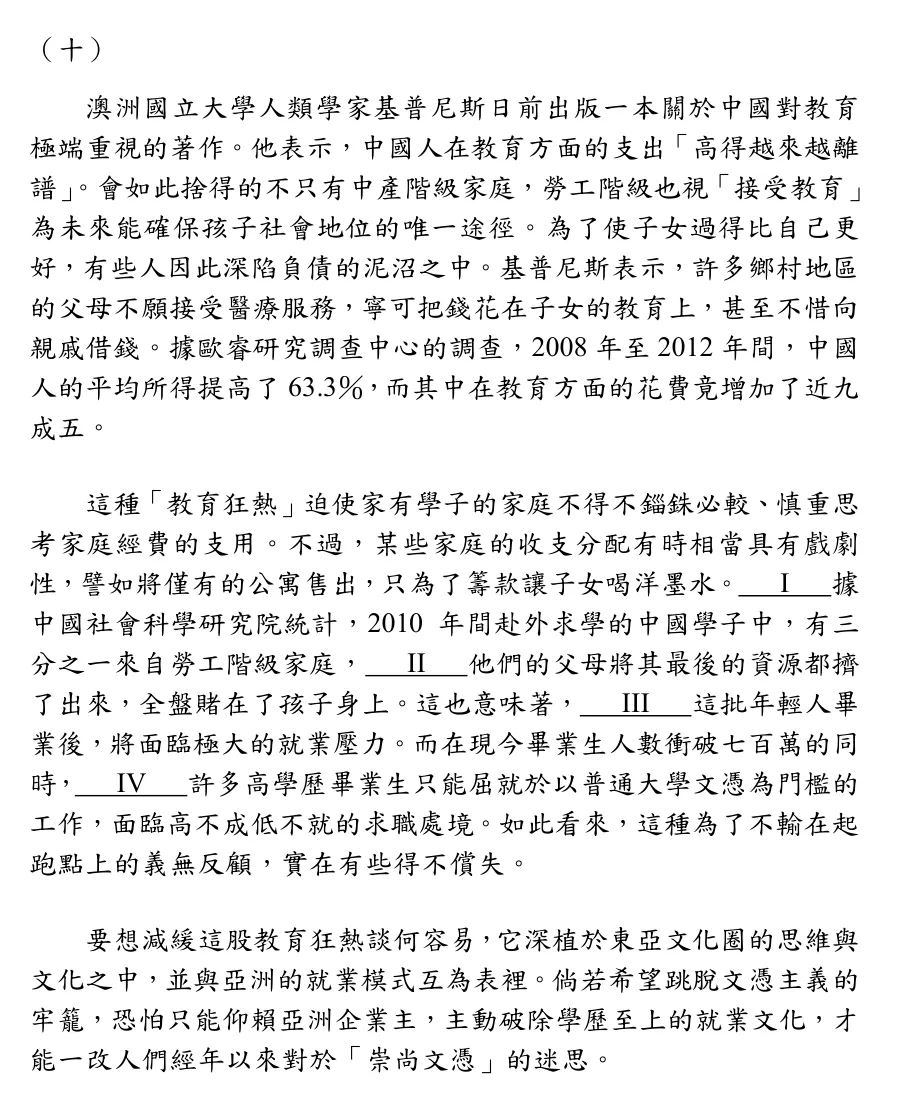 （十）
澳洲國立大學人類學家基普尼斯日前出版一本關於中國對教育
極端重視的著作。他表示，中國人在教育方面的支出「高得越來越離
譜」。會如此捨得的不只有中產階級家庭，勞工階級也視「接受教育」
為未來能確保孩子社會地位的唯一途徑。為了使子女過得比自己更
好，有些人因此深陷負債的泥沼之中。基普尼斯表示，許多鄉村地區
的父母不願接受醫療服務，寧可把錢花在子女的教育上，甚至不惜向
親戚借錢。據歐睿研究調查中心的調查，2008 年至 2012 年間，中國
人的平均所得提高了 63.3%，而其中在教育方面的花費竟增加了近九
成五。
這種「教育狂熱」迫使家有學子的家庭不得不錙銖必較、慎重思
考家庭經費的支用。不過，某些家庭的收支分配有時相當具有戲劇
性，譬如將僅有的公寓售出，只為了籌款讓子女喝洋墨水。 I 據
中國社會科學研究院統計，2010 年間赴外求學的中國學子中，有三
分之一來自勞工階級家庭， II 他們的父母將其最後的資源都擠
了出來，全盤賭在了孩子身上。這也意味著， III 這批年輕人畢
業後，將面臨極大的就業壓力。而在現今畢業生人數衝破七百萬的同
時， IV 許多高學歷畢業生只能屈就於以普通大學文憑為門檻的
工作，面臨高不成低不就的求職處境。如此看來，這種為了不輸在起
跑點上的義無反顧，實在有些得不償失。
要想減緩這股教育狂熱談何容易，它深植於東亞文化圈的思維與
文化之中，並與亞洲的就業模式互為表裡。倘若希望跳脫文憑主義的
牢籠，恐怕只能仰賴亞洲企業主，主動破除學歷至上的就業文化，才
能一改人們經年以來對於「崇尚文憑」的迷思。